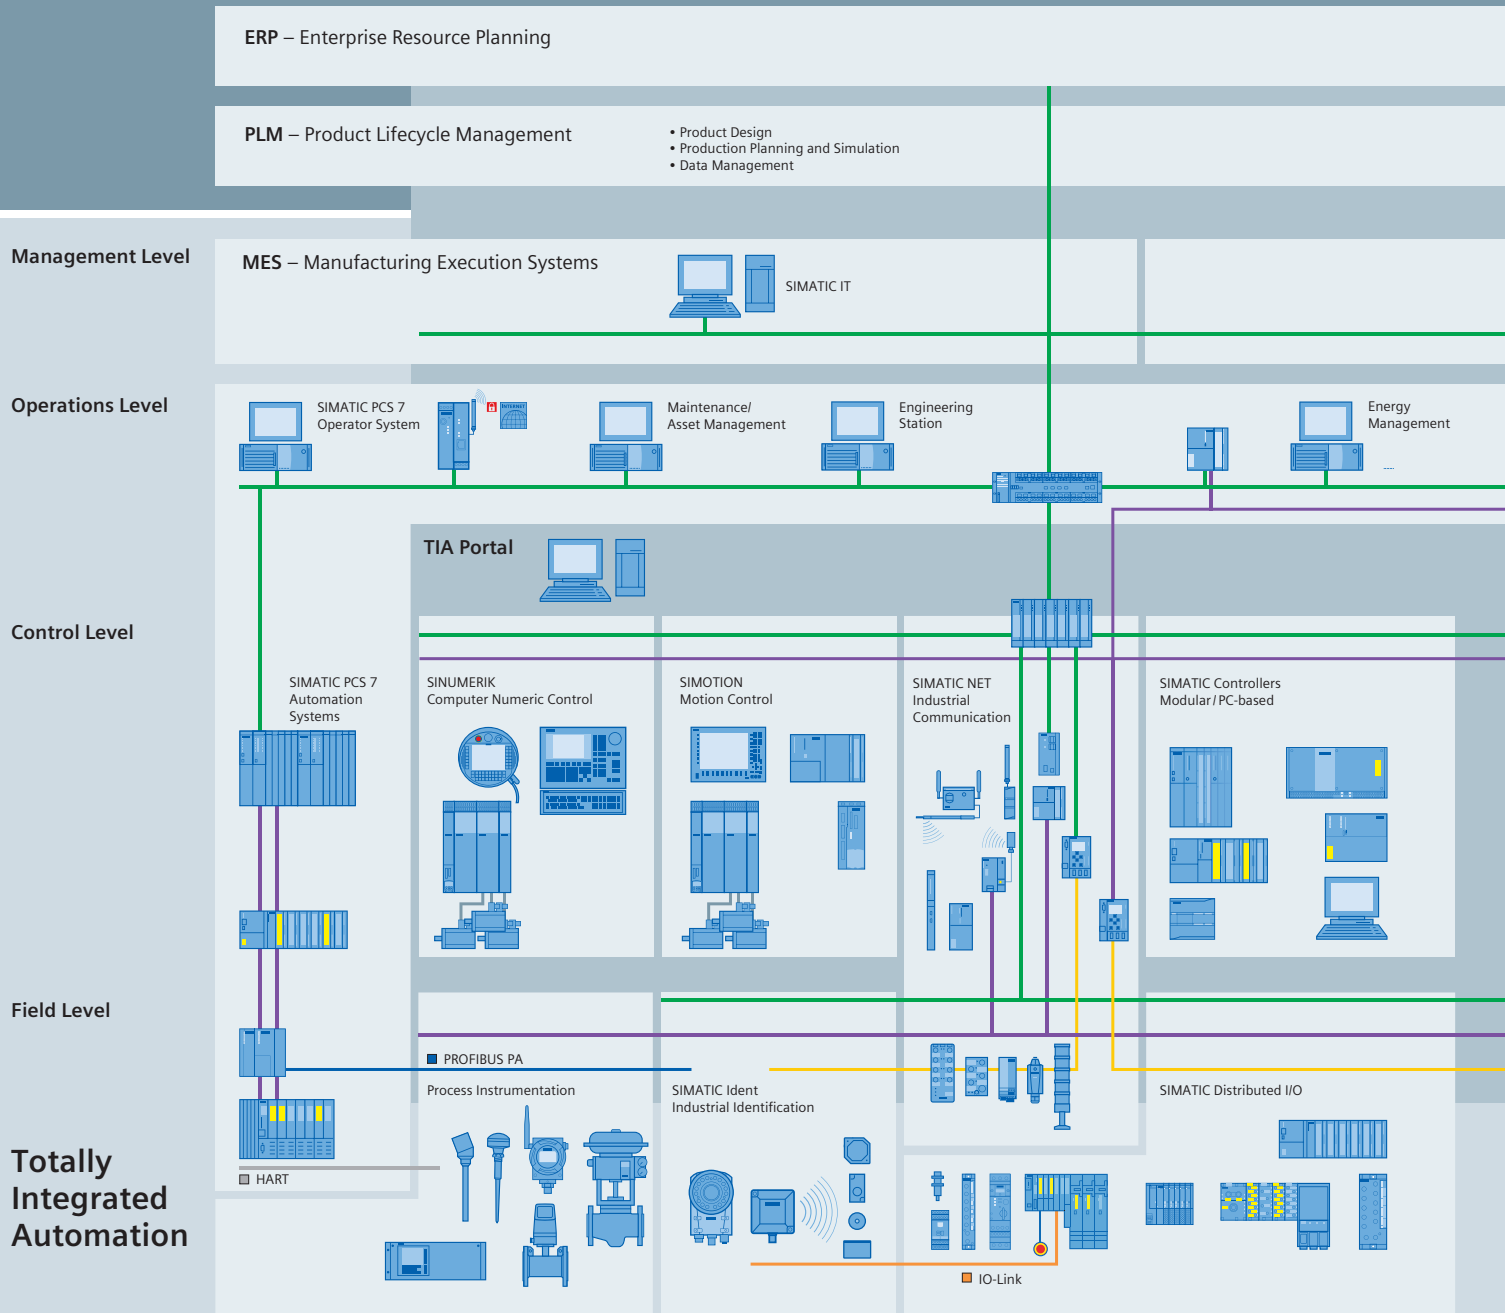 ERP – Enterprise Resource Planning
PLM – Product Lifecycle Management
• Product Design
• Production Planning and Simulation
• Data Management
Management Level
MES – Manufacturing Execution Systems
SIMATIC IT
Operations Level
SIMATIC PCS 7
Operator System
INTERNET
Maintenance/
Asset Management
Engineering
Station
Energy
Management
TIA Portal
Control Level
SIMATIC PCS 7
Automation
Systems
SINUMERIK
Computer Numeric Control
SIMOTION
Motion Control
SIMATIC NET
Industrial
Communication
SIMATIC Controllers
Modular/PC-based
Field Level
PROFIBUS PA
Process Instrumentation
SIMATIC Ident
Industrial Identification
SIMATIC Distributed I/O
HART
IO-Link
Totally
Integrated
Automation